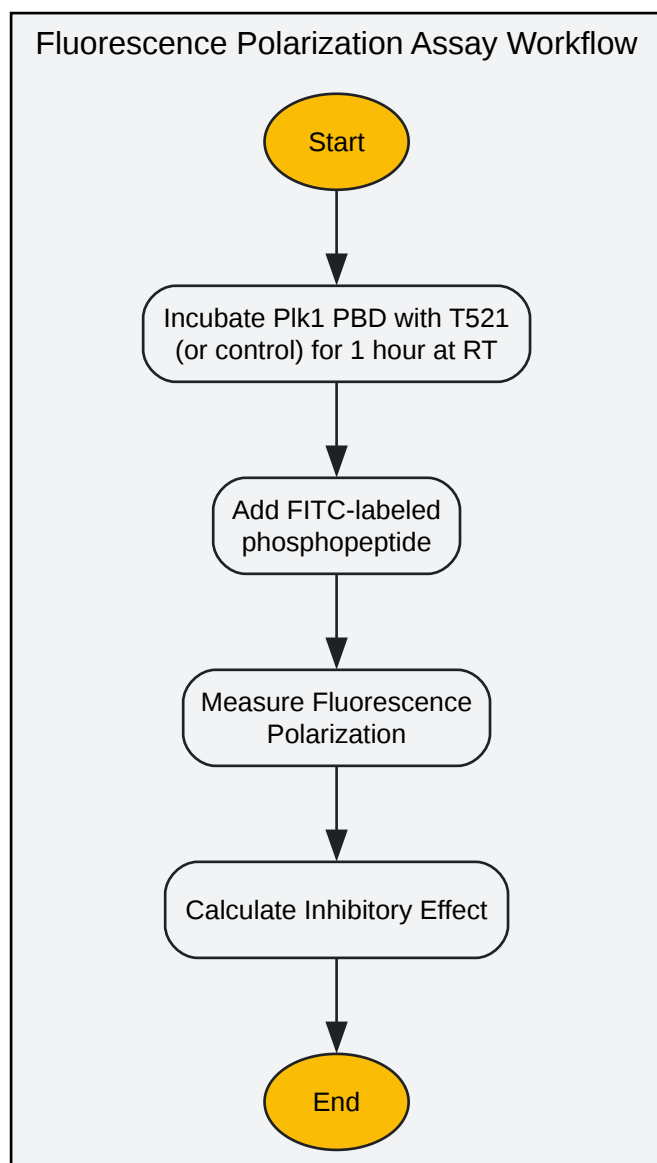 Fluorescence Polarization Assay Workflow
Start
Incubate Plk1 PBD with T521
(or control) for 1 hour at RT
Add FITC-labeled
phosphopeptide
Measure Fluorescence
Polarization
Calculate Inhibitory Effect
End